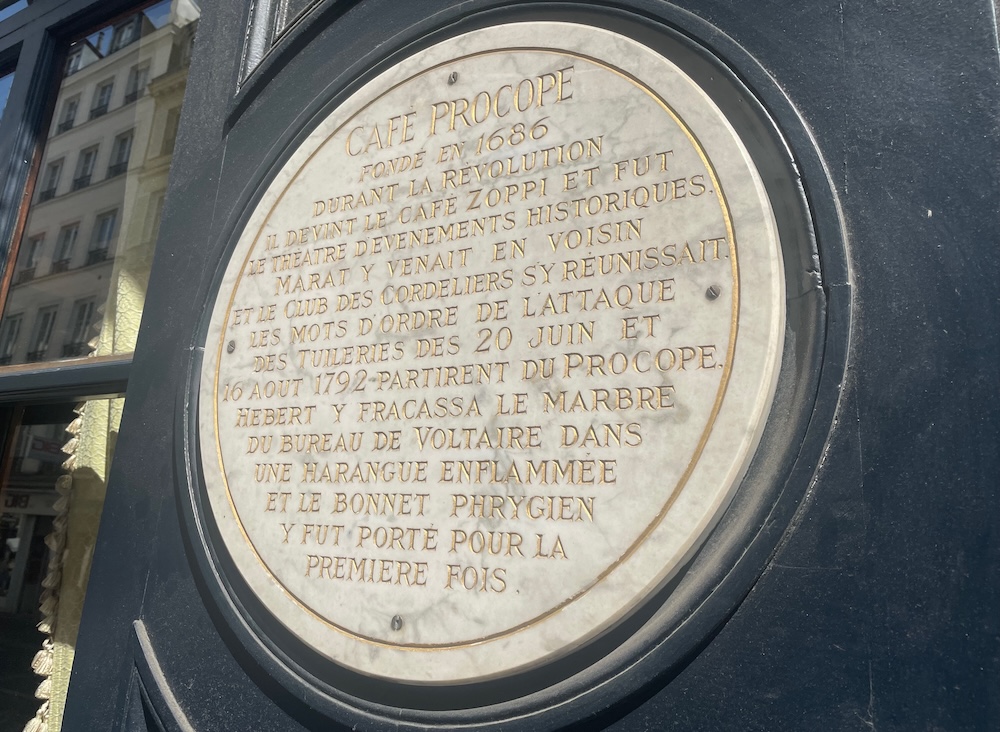 CAFÉ PROCOPE
FONDÉ EN 1686
DURANT LA RÉVOLUTION
IL DEVINT LE CAFÉ ZOPPI ET FUT
LE THÉATRE D'ÉVÉNEMENTS HISTORIQUES.
MARAT Y VENAIT EN VOISIN
ET LE CLUB DES CORDELIERS S'Y RÉUNISSAIT.
LES MOTS D'ORDRE DE L'ATTAQUE
DES TUILERIES DES 20 JUIN ET
16 AOUT 1792 PARTIRENT DU PROCOPE.
HÉBERT Y FRACASSA LE MARBRE
DU BUREAU DE VOLTAIRE DANS
UNE HARANGUE ENFLAMMÉE
ET LE BONNET PHRYGIEN
Y FUT PORTÉ POUR LA
PREMIÈRE FOIS.